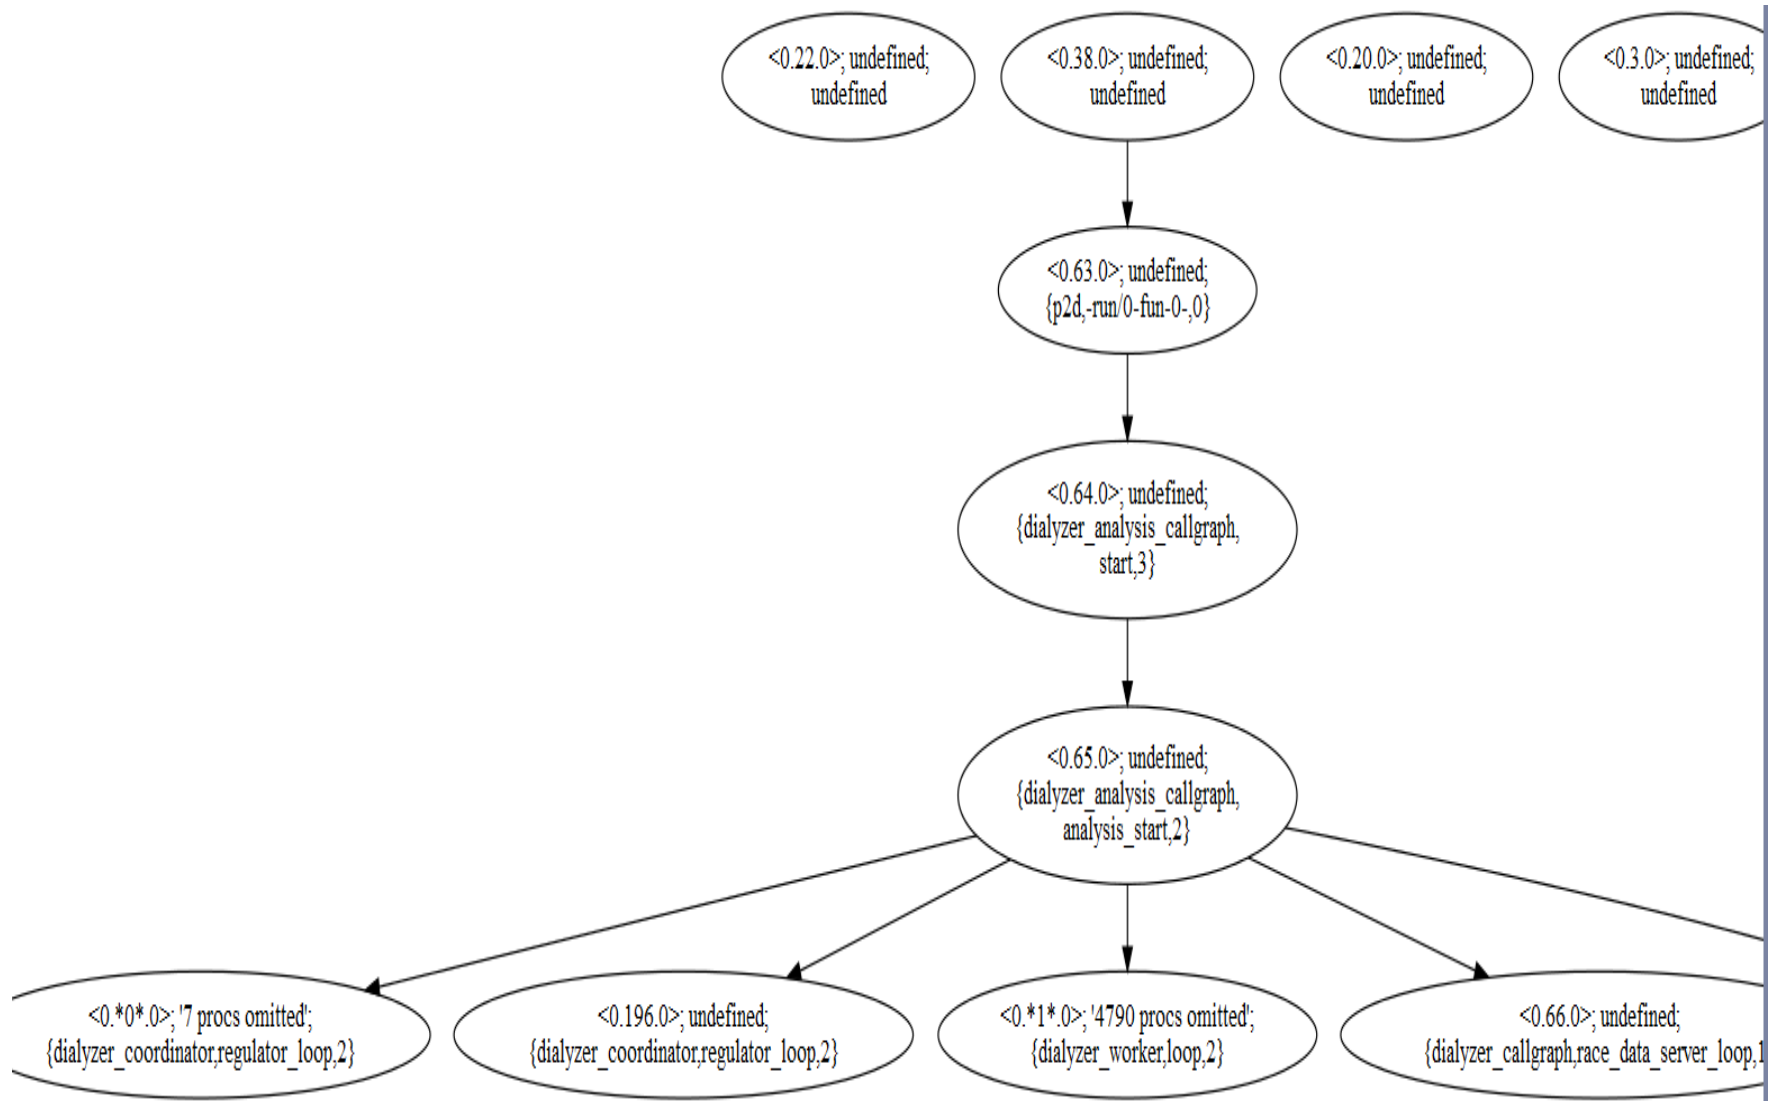 <0.22.0>; undefined;
undefined
<0.38.0>; undefined;
undefined
<0.20.0>; undefined;
undefined
<0.3.0>; undefined;
undefined
<0.63.0>; undefined;
{p2d,-run/0-fun-0-,0}
<0.64.0>; undefined;
{dialyzer_analysis_callgraph,
start,3}
<0.65.0>; undefined;
{dialyzer_analysis_callgraph,
analysis_start,2}
<0.*0*.0>; '7 procs omitted';
{dialyzer_coordinator,regulator_loop,2}
<0.196.0>; undefined;
{dialyzer_coordinator,regulator_loop,2}
<0.*1*.0>; '4790 procs omitted';
{dialyzer_worker,loop,2}
<0.66.0>; undefined;
{dialyzer_callgraph,race_data_server_loop,1